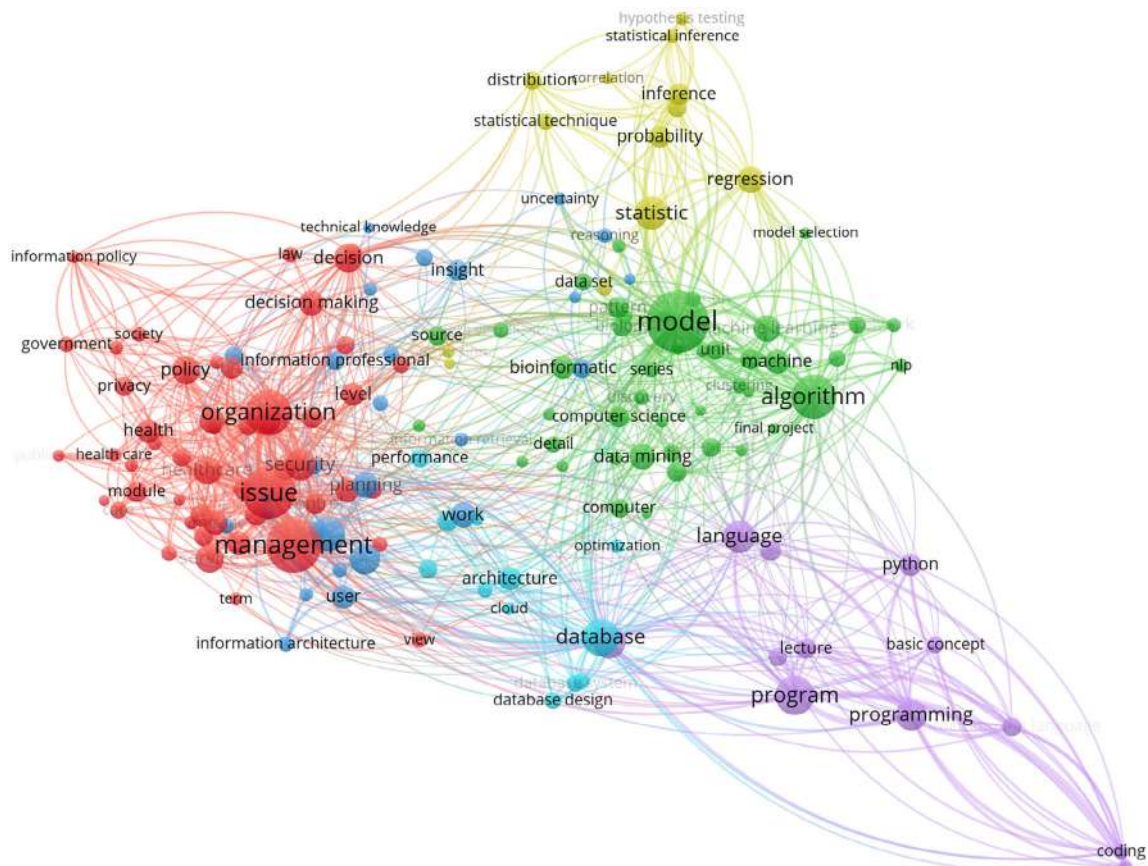 hypothesis testing
statistical inference
distribution
correlation
inference
statistical technique
probability
regression
uncertainty
statistic
technical knowledge
reasoning
model selection
information policy
law
decision
insight
data set
decision making
pattern
model
society
source
government
information professional
unit
machine
policy
bioinformatic
series
nlp
privacy
level
clustering
algorithm
discovery
organization
computer science
health
final project
information retrieval
detail
health care
performance
data mining
healthcare
security
module
planning
issue
computer
work
language
management
optimization
python
architecture
term
user
cloud
information architecture
view
database
lecture
basic concept
database system
database design
program
programming
language
coding